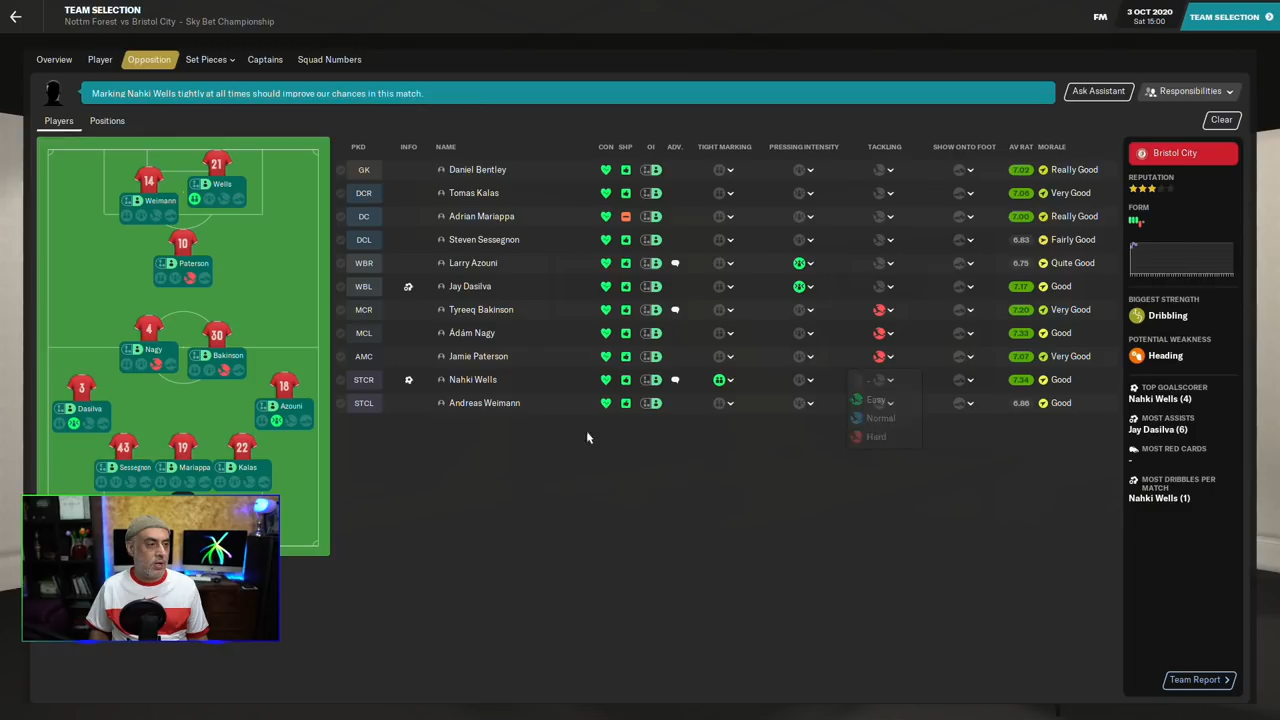 TEAM SELECTION
Nottm Forest vs Bristol City - Sky Bet Championship
FM
3 OCT 2020
Sat 15:00
TEAM SELECTION
Overview Player Opposition Set Pieces Captains Squad Numbers
Marking Nahki Wells tightly at all times should improve our chances in this match.
Ask Assistant
Responsibilities
Players Positions
Clear
PKD INFO NAME CON SHP OI ADV. TIGHT MARKING PRESSING INTENSITY TACKLING SHOW ONTO FOOT AV RAT MORALE
GK Daniel Bentley 7.02 Really Good
DCR Tomas Kalas 7.06 Very Good
DC Adrian Mariappa 7.00 Really Good
DCL Steven Sessegnon 6.83 Fairly Good
WBR Larry Azouni 6.75 Quite Good
WBL Jay Dasilva 7.17 Good
MCR Tyreeq Bakinson 7.20 Very Good
MCL Ádám Nagy 7.33 Good
AMC Jamie Paterson 7.07 Very Good
STCR Nahki Wells 7.34 Good
STCL Andreas Weimann 6.86 Good
-
Easy
Normal
Hard
21
Wells
14
Weimann
10
Paterson
4
Nagy
30
Bakinson
3
Dasilva
18
Azouni
43
Sessegnon
19
Mariappa
22
Kalas
Bristol City
REPUTATION
FORM
BIGGEST STRENGTH
Dribbling
POTENTIAL WEAKNESS
Heading
TOP GOALSCORER
Nahki Wells (4)
MOST ASSISTS
Jay Dasilva (6)
MOST RED CARDS
-
MOST DRIBBLES PER
MATCH
Nahki Wells (1)
Team Report